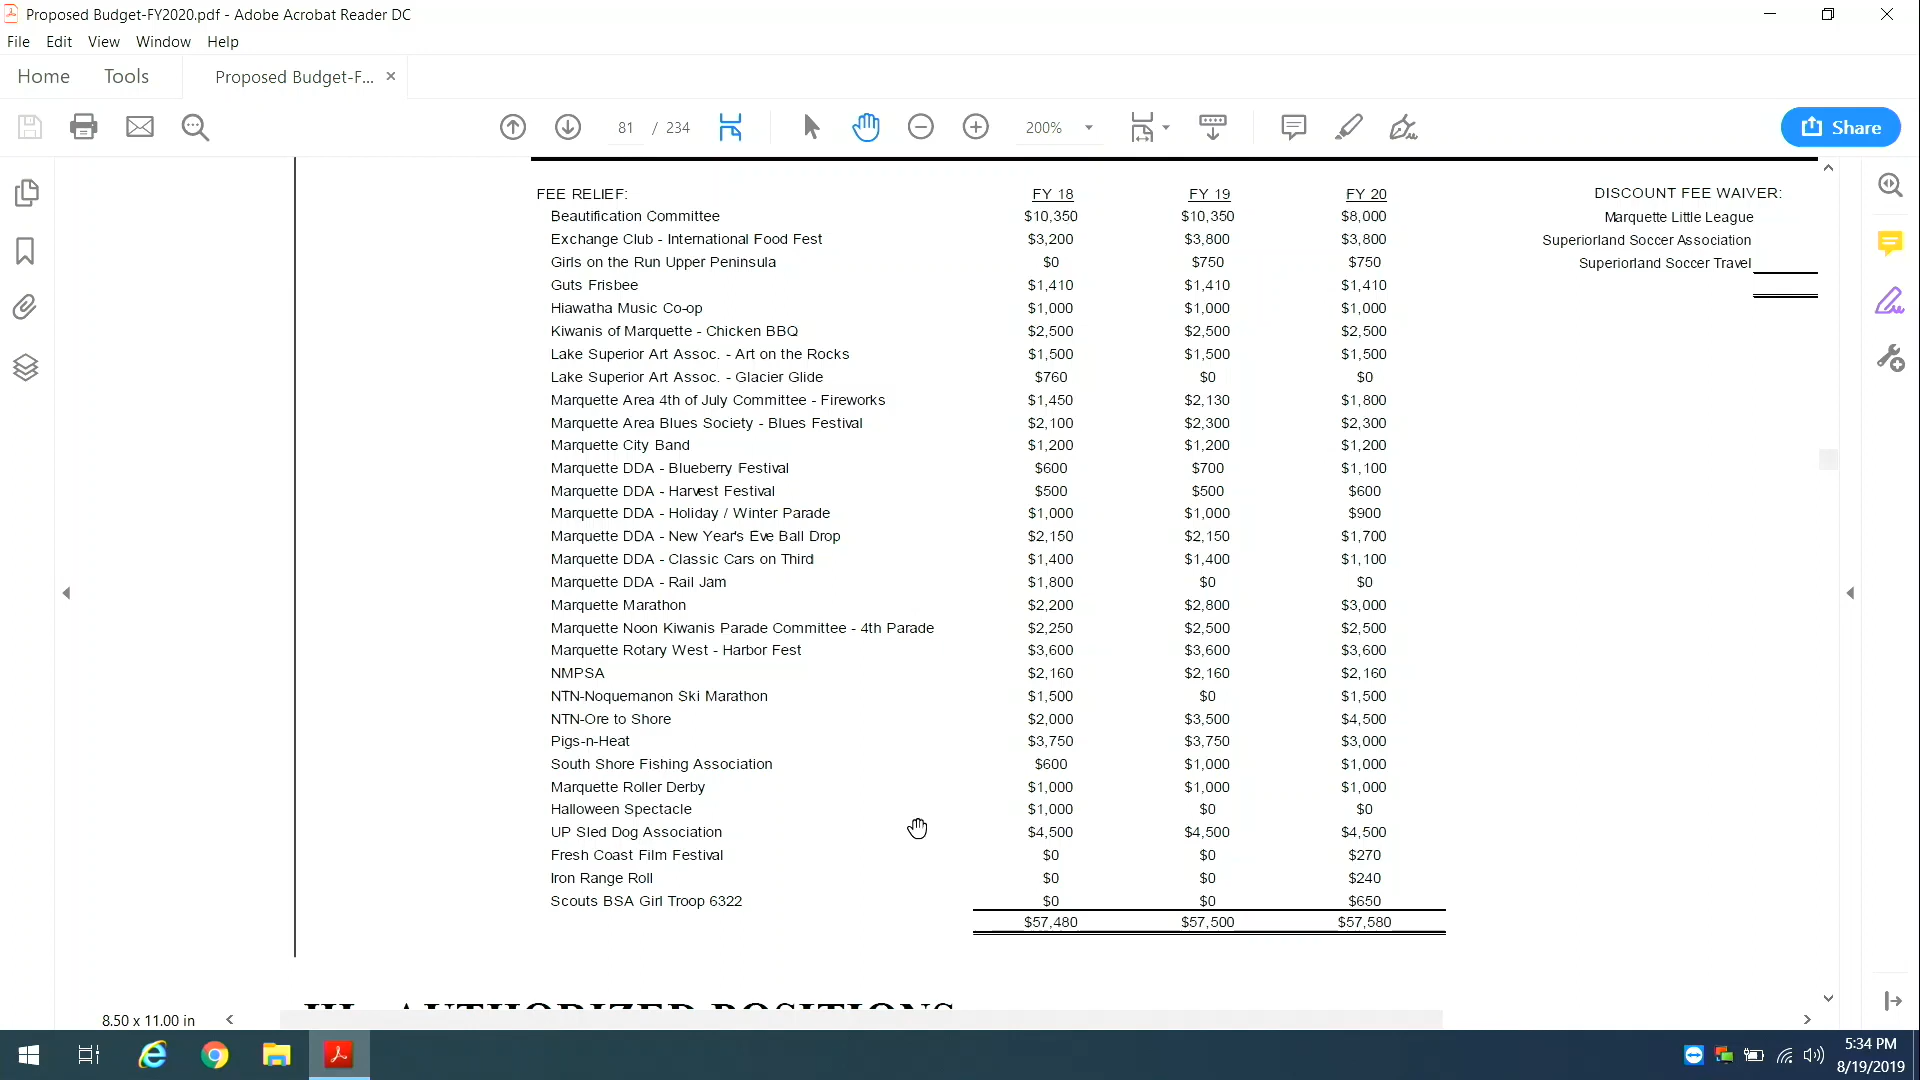 Proposed Budget-FY2020.pdf - Adobe Acrobat Reader DC
File Edit View Window Help
Home Tools Proposed Budget-F... ×
81 / 234 200% Share
FEE RELIEF: FY 18 FY 19 FY 20 DISCOUNT FEE WAIVER:
Beautification Committee $10,350 $10,350 $8,000 Marquette Little League
Exchange Club - International Food Fest $3,200 $3,800 $3,800 Superiorland Soccer Association
Girls on the Run Upper Peninsula $0 $750 $750 Superiorland Soccer Travel
Guts Frisbee $1,410 $1,410 $1,410
Hiawatha Music Co-op $1,000 $1,000 $1,000
Kiwanis of Marquette - Chicken BBQ $2,500 $2,500 $2,500
Lake Superior Art Assoc. - Art on the Rocks $1,500 $1,500 $1,500
Lake Superior Art Assoc. - Glacier Glide $760 $0 $0
Marquette Area 4th of July Committee - Fireworks $1,450 $2,130 $1,800
Marquette Area Blues Society - Blues Festival $2,100 $2,300 $2,300
Marquette City Band $1,200 $1,200 $1,200
Marquette DDA - Blueberry Festival $600 $700 $1,100
Marquette DDA - Harvest Festival $500 $500 $600
Marquette DDA - Holiday / Winter Parade $1,000 $1,000 $900
Marquette DDA - New Year's Eve Ball Drop $2,150 $2,150 $1,700
Marquette DDA - Classic Cars on Third $1,400 $1,400 $1,100
Marquette DDA - Rail Jam $1,800 $0 $0
Marquette Marathon $2,200 $2,800 $3,000
Marquette Noon Kiwanis Parade Committee - 4th Parade $2,250 $2,500 $2,500
Marquette Rotary West - Harbor Fest $3,600 $3,600 $3,600
NMPSA $2,160 $2,160 $2,160
NTN-Noquemanon Ski Marathon $1,500 $0 $1,500
NTN-Ore to Shore $2,000 $3,500 $4,500
Pigs-n-Heat $3,750 $3,750 $3,000
South Shore Fishing Association $600 $1,000 $1,000
Marquette Roller Derby $1,000 $1,000 $1,000
Halloween Spectacle $1,000 $0 $0
UP Sled Dog Association $4,500 $4,500 $4,500
Fresh Coast Film Festival $0 $0 $270
Iron Range Roll $0 $0 $240
Scouts BSA Girl Troop 6322 $0 $0 $650
$57,480 $57,500 $57,580
III. AUTHORIZED POSITIONS
8.50 x 11.00 in
5:34 PM
8/19/2019